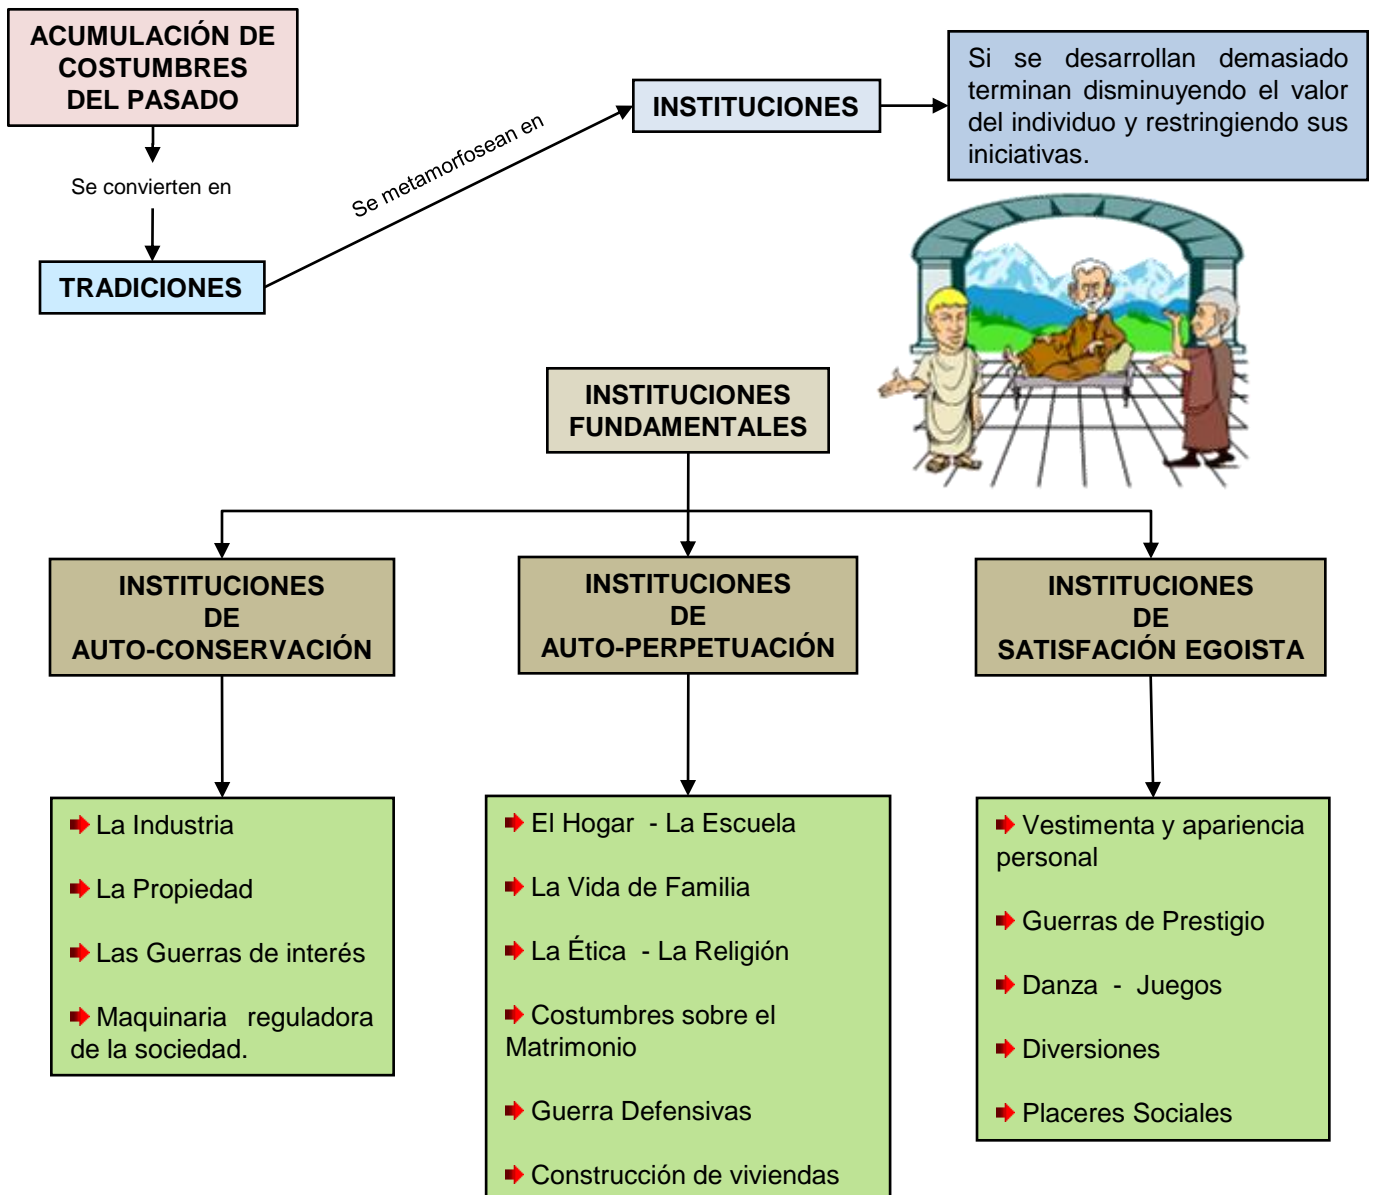 ACUMULACIÓN DE
COSTUMBRES
DEL PASADO
Se convierten en
TRADICIONES
Se metamorfosean en
INSTITUCIONES
Si se desarrollan demasiado
terminan disminuyendo el valor
del individuo y restringiendo sus
iniciativas.
INSTITUCIONES
FUNDAMENTALES
INSTITUCIONES
DE
AUTO-CONSERVACIÓN
La Industria
La Propiedad
Las Guerras de interés
Maquinaria reguladora
de la sociedad.
INSTITUCIONES
DE
AUTO-PERPETUACIÓN
El Hogar - La Escuela
La Vida de Familia
La Ética - La Religión
Costumbres sobre el
Matrimonio
Guerra Defensivas
Construcción de viviendas
INSTITUCIONES
DE
SATISFACIÓN EGOISTA
Vestimenta y apariencia
personal
Guerras de Prestigio
Danza - Juegos
Diversiones
Placeres Sociales